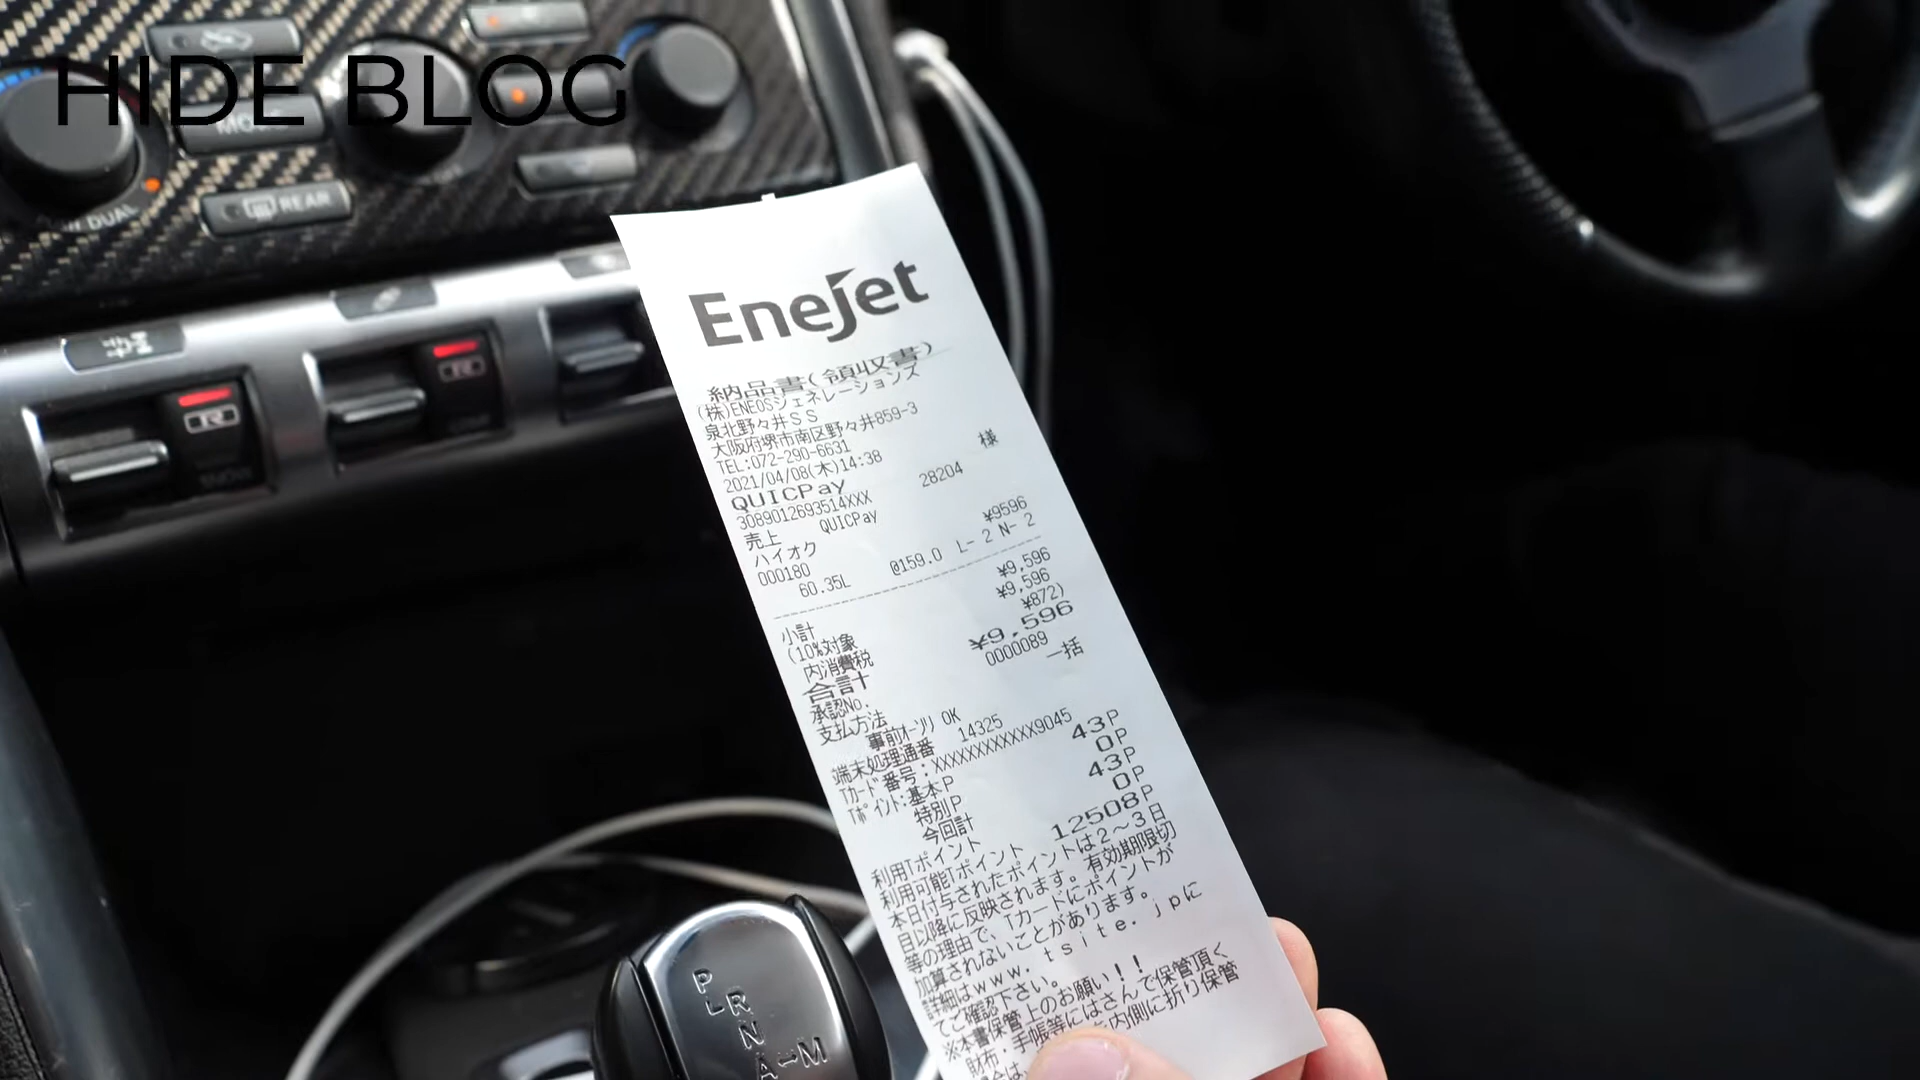 HIDE BLOG
MODE
REAR
DUAL
R
R
Enejet
納品書(領収書)
(株)ENEOSジェネレーションズ
泉北野々井SS
大阪府堺市南区野々井859-3
TEL:072-290-6631
2021/04/08(木)14:38 様
QUICPay 28204
3089012693514XXX
売上 QUICPay
ハイオク ¥9596
000180 L- 2 N- 2
60.35L @159.0
小計 ¥9,596
(10%対象 ¥9,596
内消費税 ¥872)
合計 ¥9,596
承認No. 0000089
支払方法 一括
事前オーソリ OK
端末処理通番 14325
Tカード番号:XXXXXXXXXXXX9045
Tポイント:基本P 43P
特別P 0P
今回計 43P
利用Tポイント 0P
利用可能Tポイント 12508P
本日付与されたポイントは2～3日
目以降に反映されます。有効期限切
等の理由で、Tカードにポイントが
加算されないことがあります。
詳細はwww.tsite.jpに
てご確認下さい。
※本書保管上のお願い!!
財布・手帳等にはさんで保管頂く
内側に折り保管
P
L R
N
A M